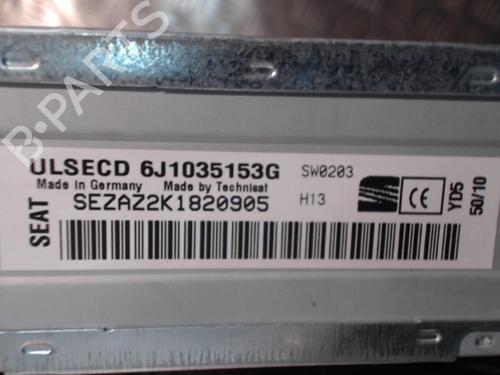 B-PARTS
ULSECD 6J1035153G SW0203
Made in Germany Made by Technisat
SEZAZ2K1820905 H13
SEAT
CE
YD5
50/10